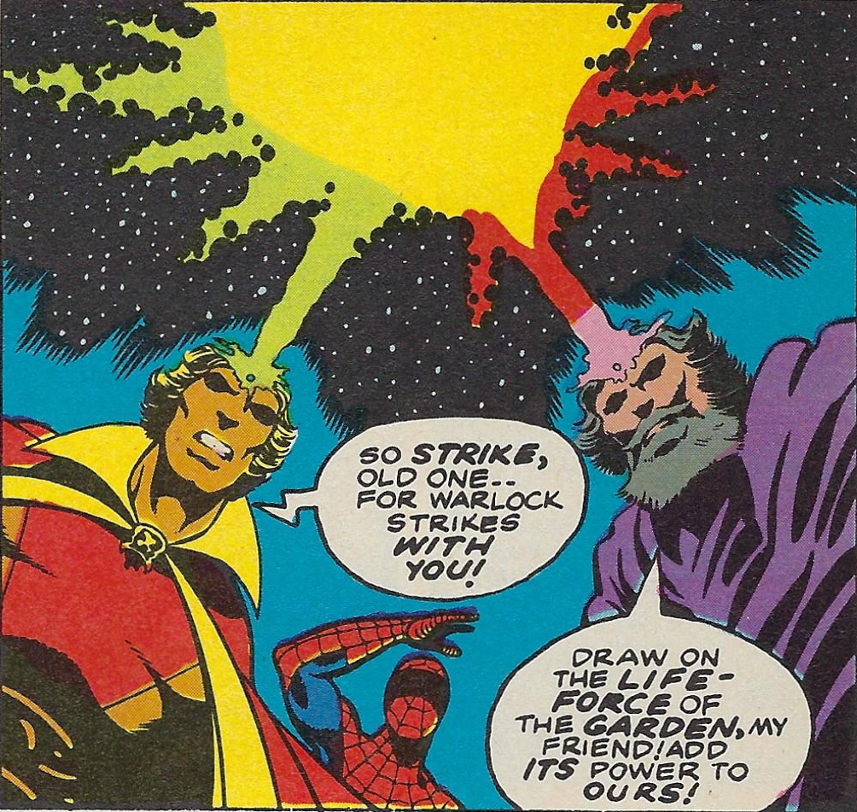 SO STRIKE,
OLD ONE--
FOR WARLOCK
STRIKES
WITH
YOU!
DRAW ON
THE LIFE-
FORCE OF
THE GARDEN, MY
FRIEND! ADD
ITS POWER TO
OURS!